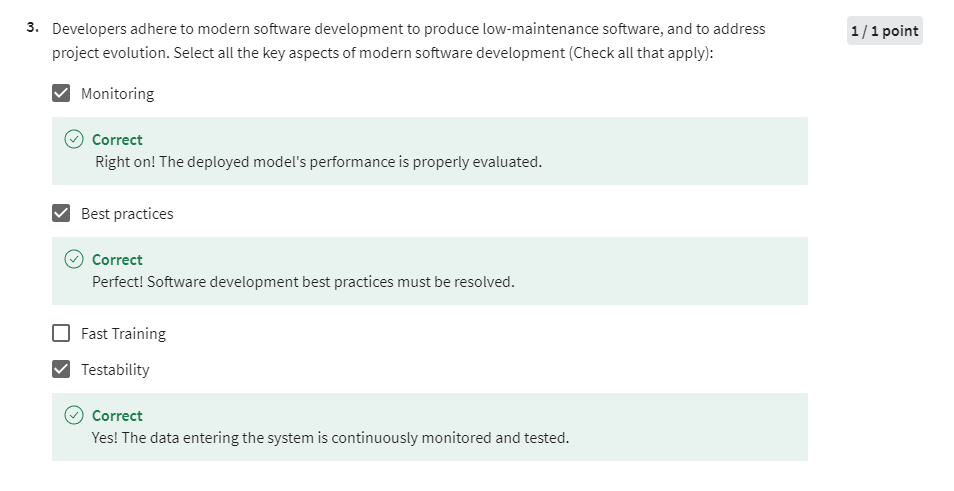 3. Developers adhere to modern software development to produce low-maintenance software, and to address
1 / 1 point
project evolution. Select all the key aspects of modern software development (Check all that apply):
Monitoring
Correct
Right on! The deployed model's performance is properly evaluated.
Best practices
Correct
Perfect! Software development best practices must be resolved.
Fast Training
Testability
Correct
Yes! The data entering the system is continuously monitored and tested.